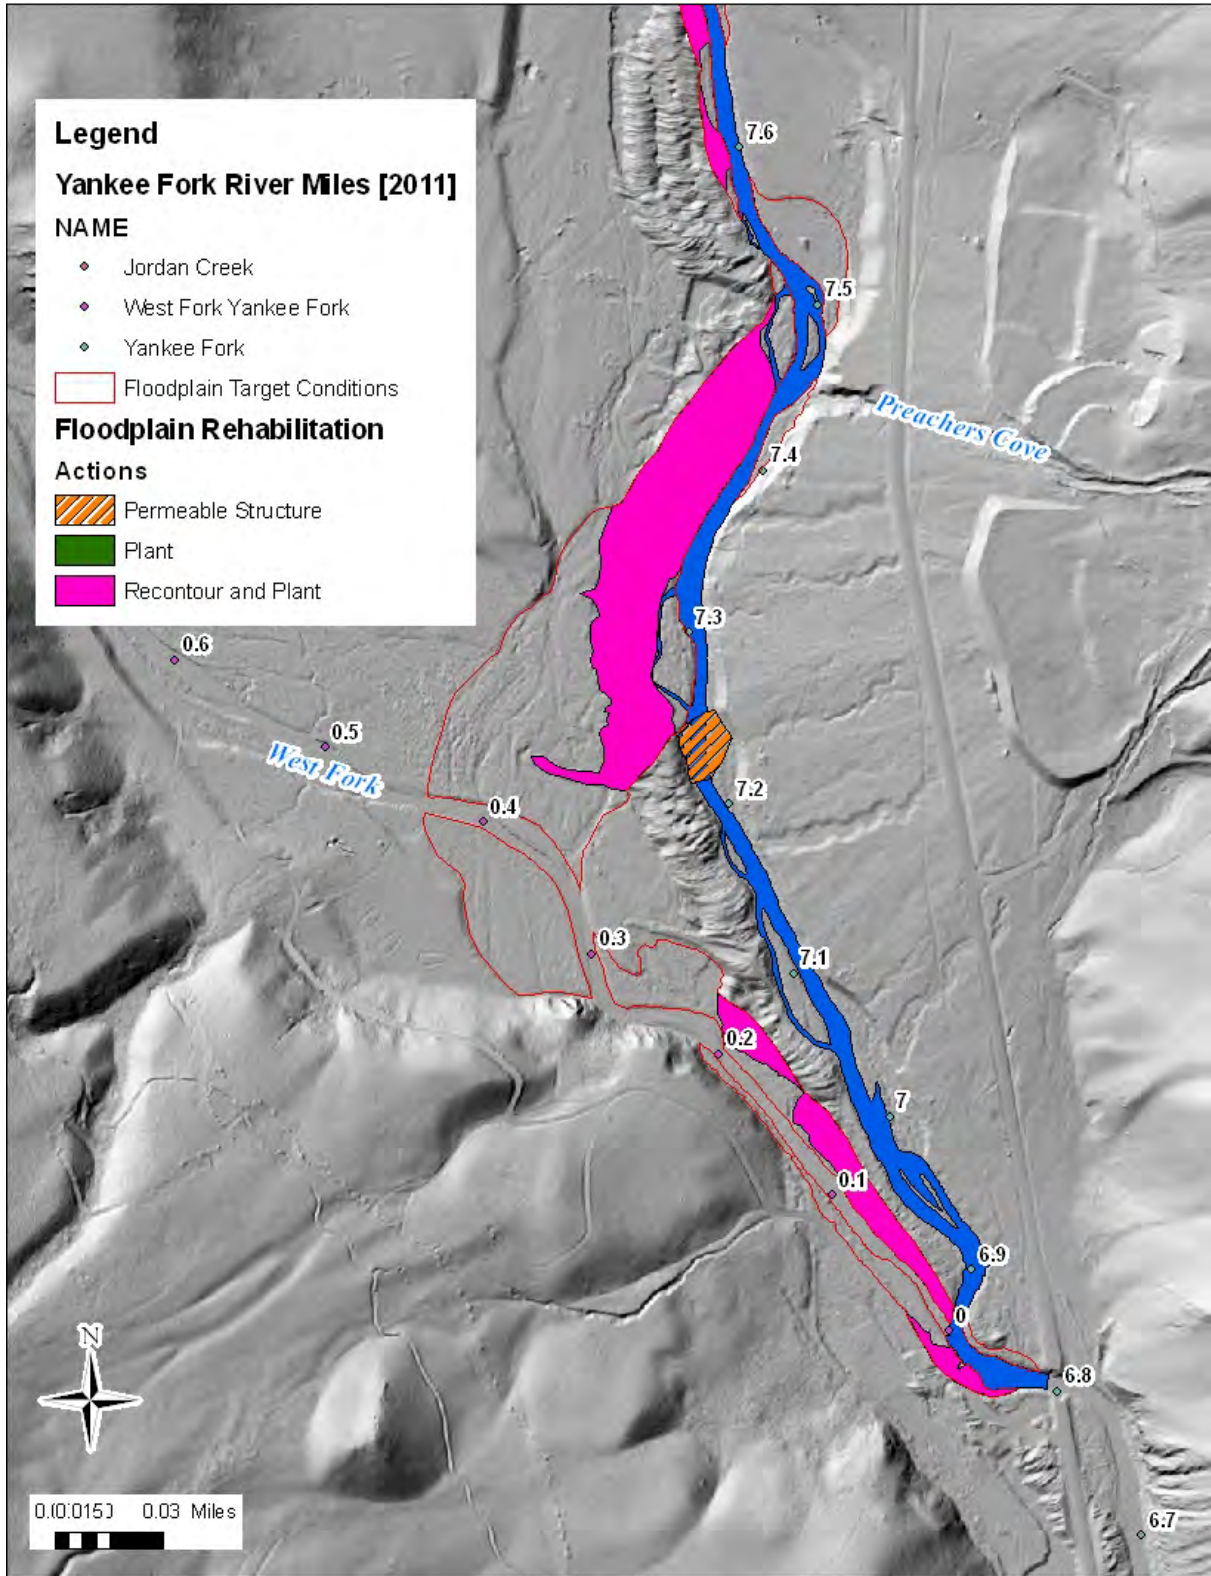 Legend
Yankee Fork River Miles [2011]
NAME
Jordan Creek
West Fork Yankee Fork
Yankee Fork
Floodplain Target Conditions
Floodplain Rehabilitation
Actions
Permeable Structure
Plant
Recontour and Plant
7.6
7.5
Preachers Cove
7.4
7.3
0.6
0.5
West Fork
7.2
0.4
0.3
7.1
0.2
7
0.1
6.9
0
6.8
N
0.03 Miles
6.7